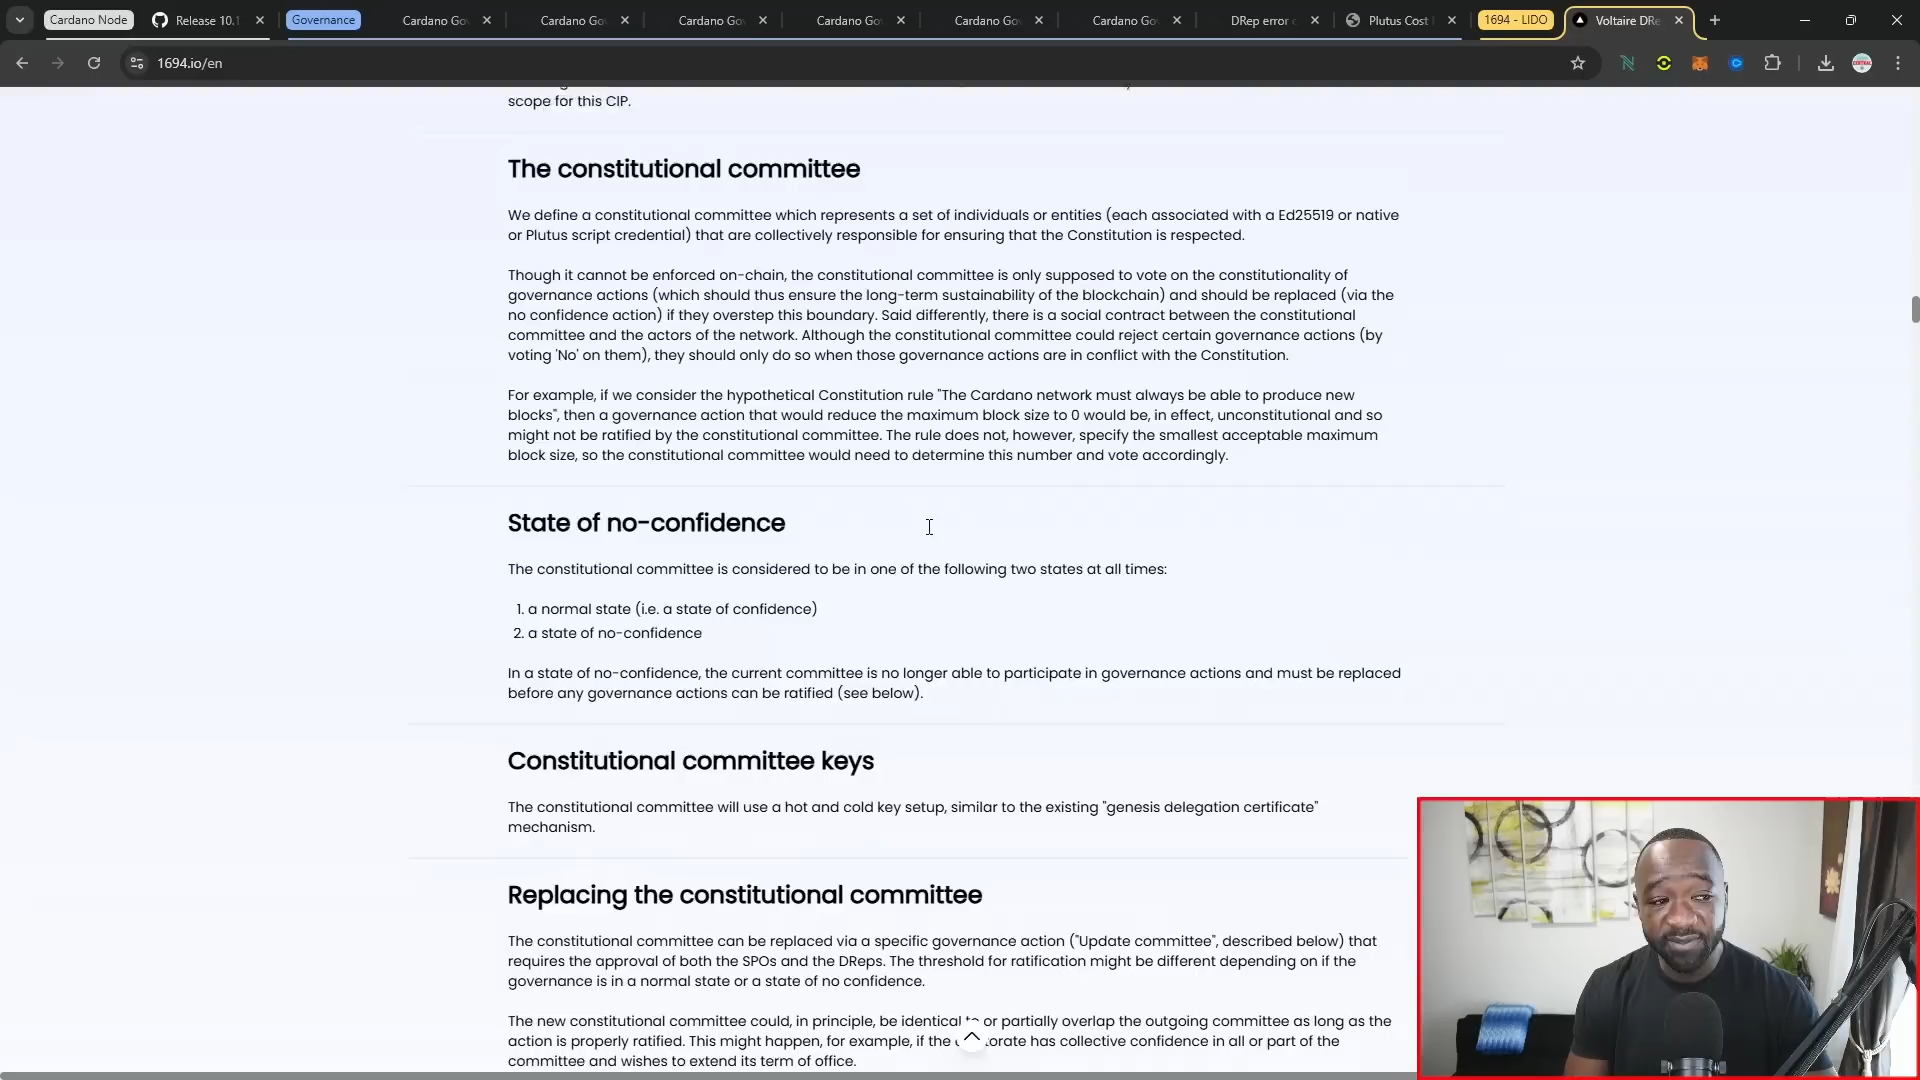 Cardano Node
Release 10.1
Governance
Cardano Go
Cardano Go
Cardano Go
Cardano Go
Cardano Go
Cardano Go
DRep error
Plutus Cost
1694 - LIDO
Voltaire DRe
1694.io/en
scope for this CIP.
The constitutional committee
We define a constitutional committee which represents a set of individuals or entities (each associated with a Ed25519 or native
or Plutus script credential) that are collectively responsible for ensuring that the Constitution is respected.
Though it cannot be enforced on-chain, the constitutional committee is only supposed to vote on the constitutionality of
governance actions (which should thus ensure the long-term sustainability of the blockchain) and should be replaced (via the
no confidence action) if they overstep this boundary. Said differently, there is a social contract between the constitutional
committee and the actors of the network. Although the constitutional committee could reject certain governance actions (by
voting 'No' on them), they should only do so when those governance actions are in conflict with the Constitution.
For example, if we consider the hypothetical Constitution rule "The Cardano network must always be able to produce new
blocks", then a governance action that would reduce the maximum block size to 0 would be, in effect, unconstitutional and so
might not be ratified by the constitutional committee. The rule does not, however, specify the smallest acceptable maximum
block size, so the constitutional committee would need to determine this number and vote accordingly.
State of no-confidence
The constitutional committee is considered to be in one of the following two states at all times:
1. a normal state (i.e. a state of confidence)
2. a state of no-confidence
In a state of no-confidence, the current committee is no longer able to participate in governance actions and must be replaced
before any governance actions can be ratified (see below).
Constitutional committee keys
The constitutional committee will use a hot and cold key setup, similar to the existing "genesis delegation certificate"
mechanism.
Replacing the constitutional committee
The constitutional committee can be replaced via a specific governance action ("Update committee", described below) that
requires the approval of both the SPOs and the DReps. The threshold for ratification might be different depending on if the
governance is in a normal state or a state of no confidence.
The new constitutional committee could, in principle, be identical to or partially overlap the outgoing committee as long as the
action is properly ratified. This might happen, for example, if the electorate has collective confidence in all or part of the
committee and wishes to extend its term of office.